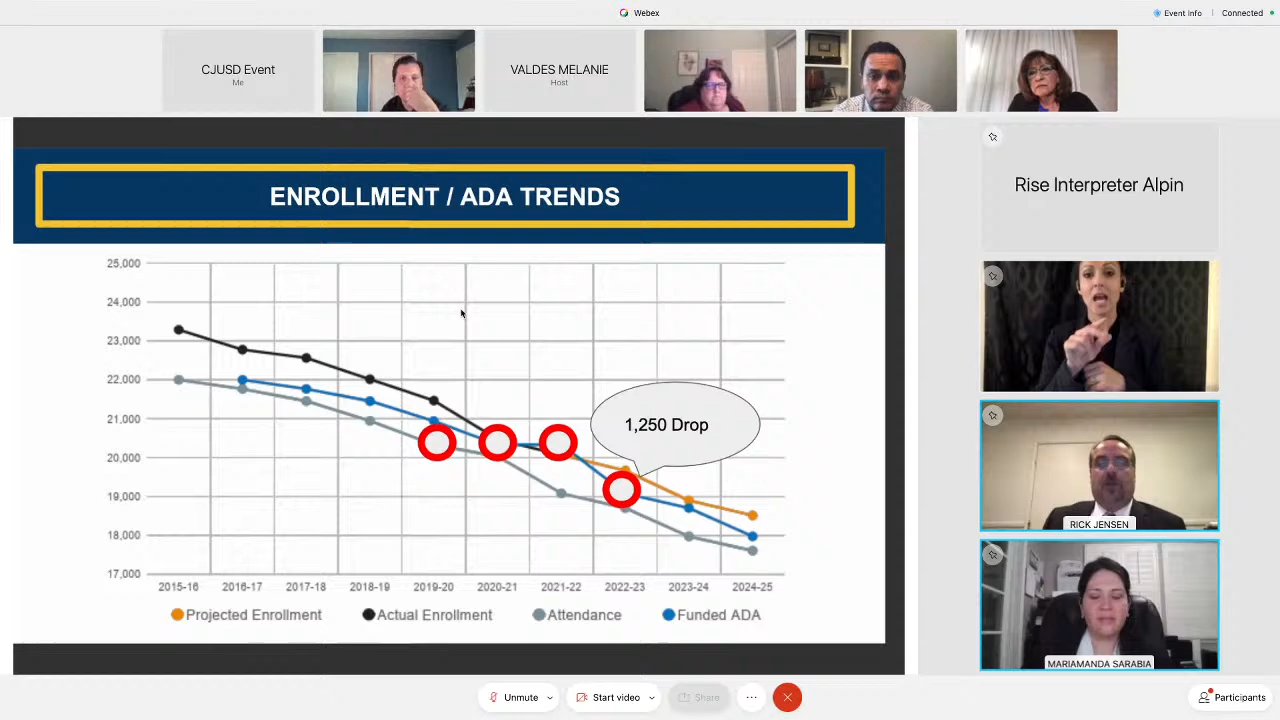 Webex
Event Info
Connected
CJUSD Event
Me
VALDES MELANIE
Host
ENROLLMENT / ADA TRENDS
25,000
24,000
23,000
22,000
21,000
20,000
19,000
18,000
17,000
1,250 Drop
2015-16 2016-17 2017-18 2018-19 2019-20 2020-21 2021-22 2022-23 2023-24 2024-25
Projected Enrollment Actual Enrollment Attendance Funded ADA
Rise Interpreter Alpin
RICK JENSEN
MARIAMANDA SARABIA
Unmute
Start video
Share
Participants